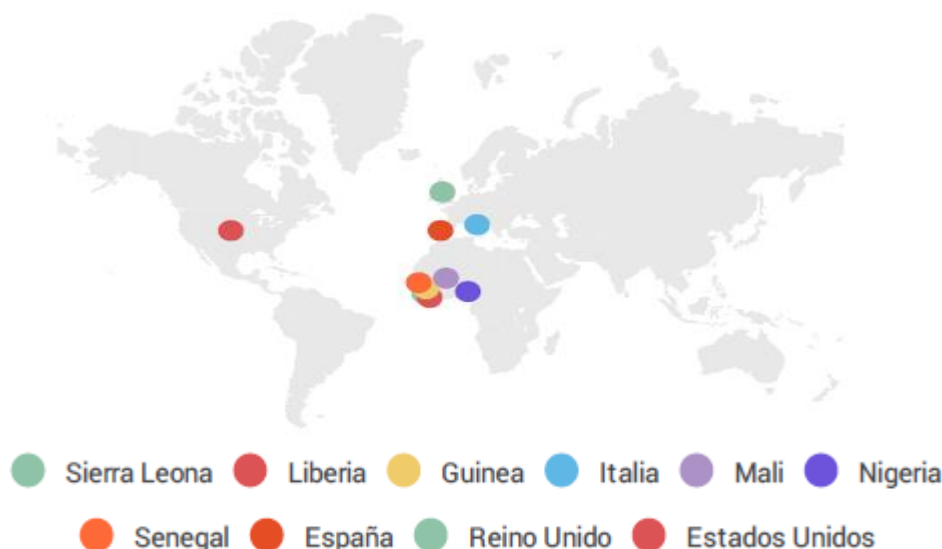 Sierra Leona Liberia Guinea Italia Mali Nigeria
Senegal España Reino Unido Estados Unidos